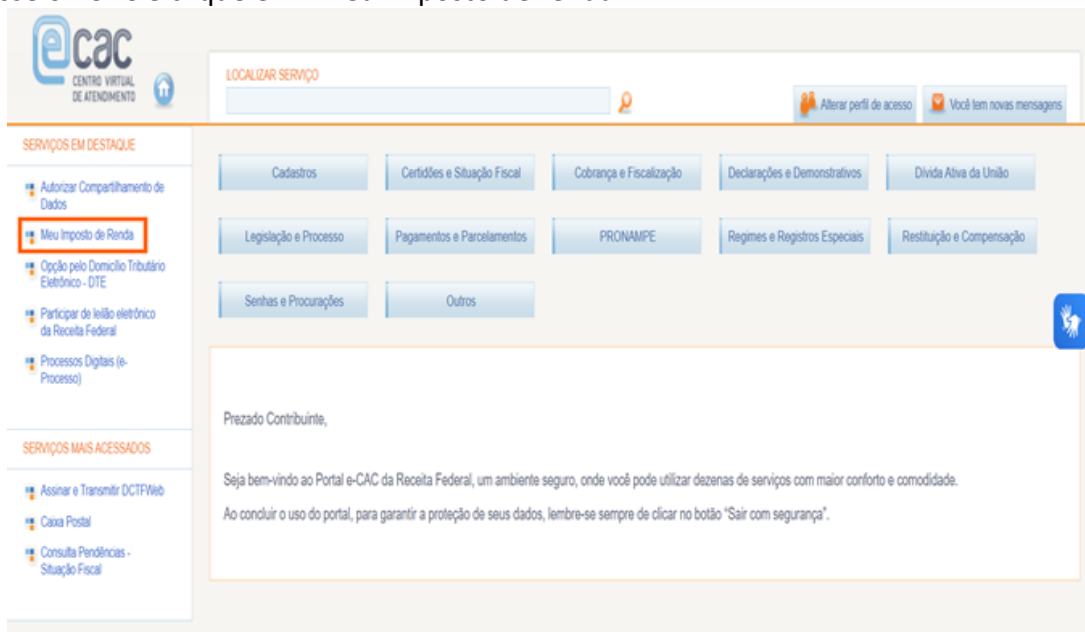 ecac
CENTRO VIRTUAL
DE ATENDIMENTO
LOCALIZAR SERVIÇO
Alterar perfil de acesso
Você tem novas mensagens
SERVIÇOS EM DESTAQUE
Autorizar Compartilhamento de
Dados
Meu Imposto de Renda
Opção pelo Domicílio Tributário
Eletrônico - DTE
Participar de leilão eletrônico
da Receita Federal
Processos Digitais (e-
Processo)
SERVIÇOS MAIS ACESSADOS
Assinar e Transmitir DCTFWeb
Caixa Postal
Consulta Pendências -
Situação Fiscal
Cadastros
Certidões e Situação Fiscal
Cobrança e Fiscalização
Declarações e Demonstrativos
Dívida Ativa da União
Legislação e Processo
Pagamentos e Parcelamentos
PRONAMPE
Regimes e Registros Especiais
Restituição e Compensação
Senhas e Procurações
Outros
Prezado Contribuinte,
Seja bem-vindo ao Portal e-CAC da Receita Federal, um ambiente seguro, onde você pode utilizar dezenas de serviços com maior conforto e comodidade.
Ao concluir o uso do portal, para garantir a proteção de seus dados, lembre-se sempre de clicar no botão “Sair com segurança”.